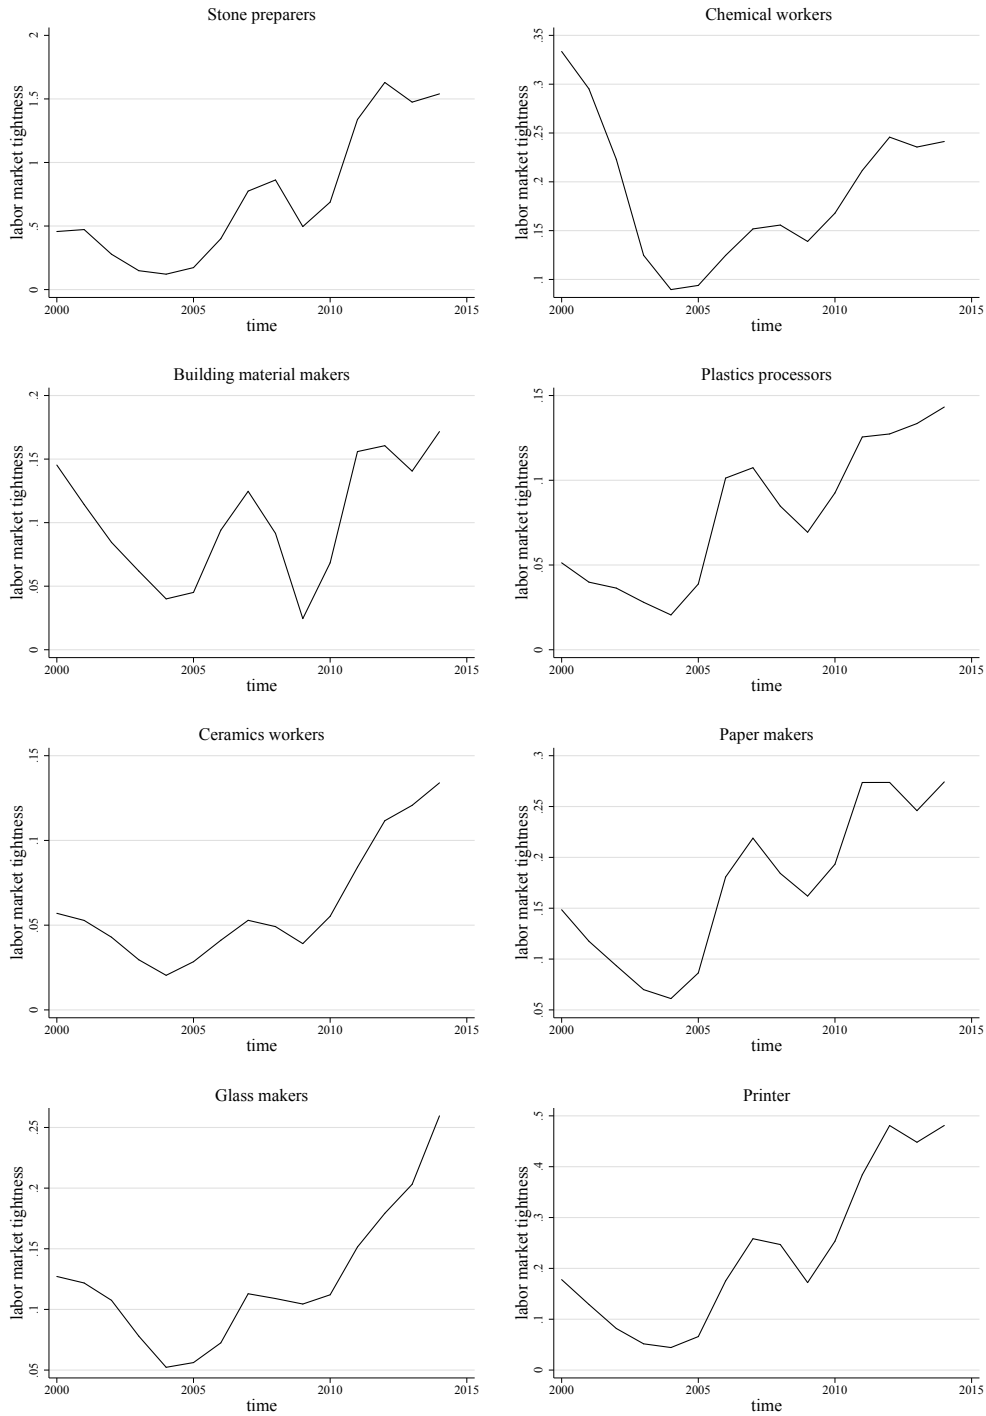 Stone preparers
labor market tightness
2
1.5
1
.5
0
2000 2005 2010 2015
time
Chemical workers
labor market tightness
.35
.3
.25
.2
.15
.1
2000 2005 2010 2015
time
Building material makers
labor market tightness
.2
.15
.1
.05
0
2000 2005 2010 2015
time
Plastics processors
labor market tightness
.15
.1
.05
0
2000 2005 2010 2015
time
Ceramics workers
labor market tightness
.15
.1
.05
0
2000 2005 2010 2015
time
Paper makers
labor market tightness
.3
.25
.2
.15
.1
.05
2000 2005 2010 2015
time
Glass makers
labor market tightness
.25
.2
.15
.1
.05
2000 2005 2010 2015
time
Printer
labor market tightness
.5
.4
.3
.2
.1
0
2000 2005 2010 2015
time